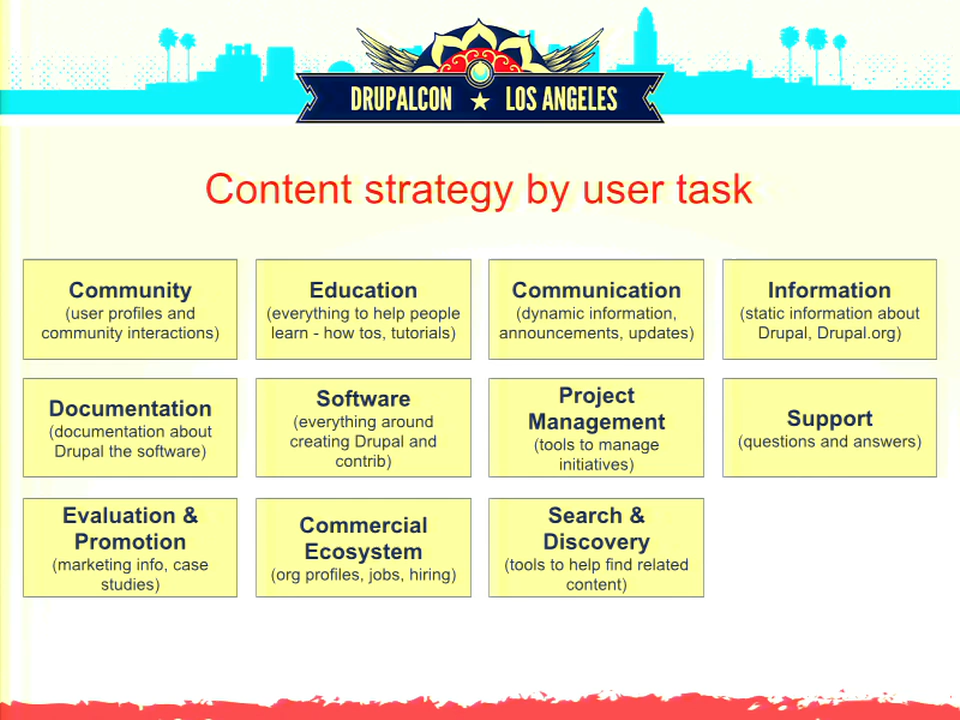 DRUPALCON ★ LOS ANGELES
Content strategy by user task
Community
(user profiles and
community interactions)
Education
(everything to help people
learn - how tos, tutorials)
Communication
(dynamic information,
announcements, updates)
Information
(static information about
Drupal, Drupal.org)
Documentation
(documentation about
Drupal the software)
Software
(everything around
creating Drupal and
contrib)
Project
Management
(tools to manage
initiatives)
Support
(questions and answers)
Evaluation &
Promotion
(marketing info, case
studies)
Commercial
Ecosystem
(org profiles, jobs, hiring)
Search &
Discovery
(tools to help find related
content)